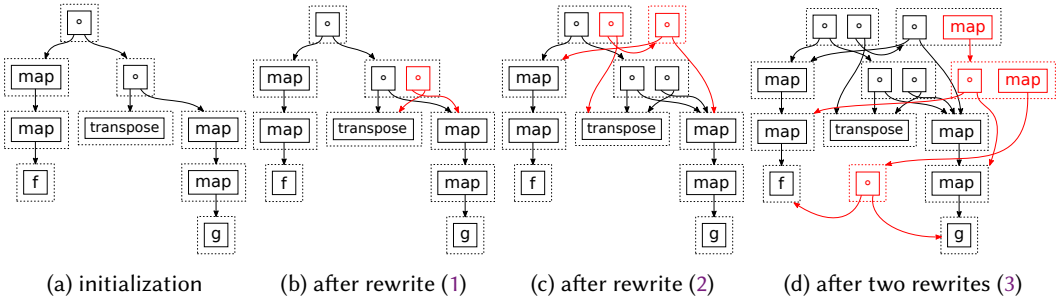 ∘ ∘ ∘ ∘ ∘ ∘ ∘ ∘ ∘ map
map ∘ map ∘ ∘ map ∘ ∘ map ∘ ∘ ∘ map
map transpose map map transpose map map transpose map map transpose map
f map f map f map f ∘ map
g g g g
(a) initialization
(b) after rewrite (1)
(c) after rewrite (2)
(d) after two rewrites (3)